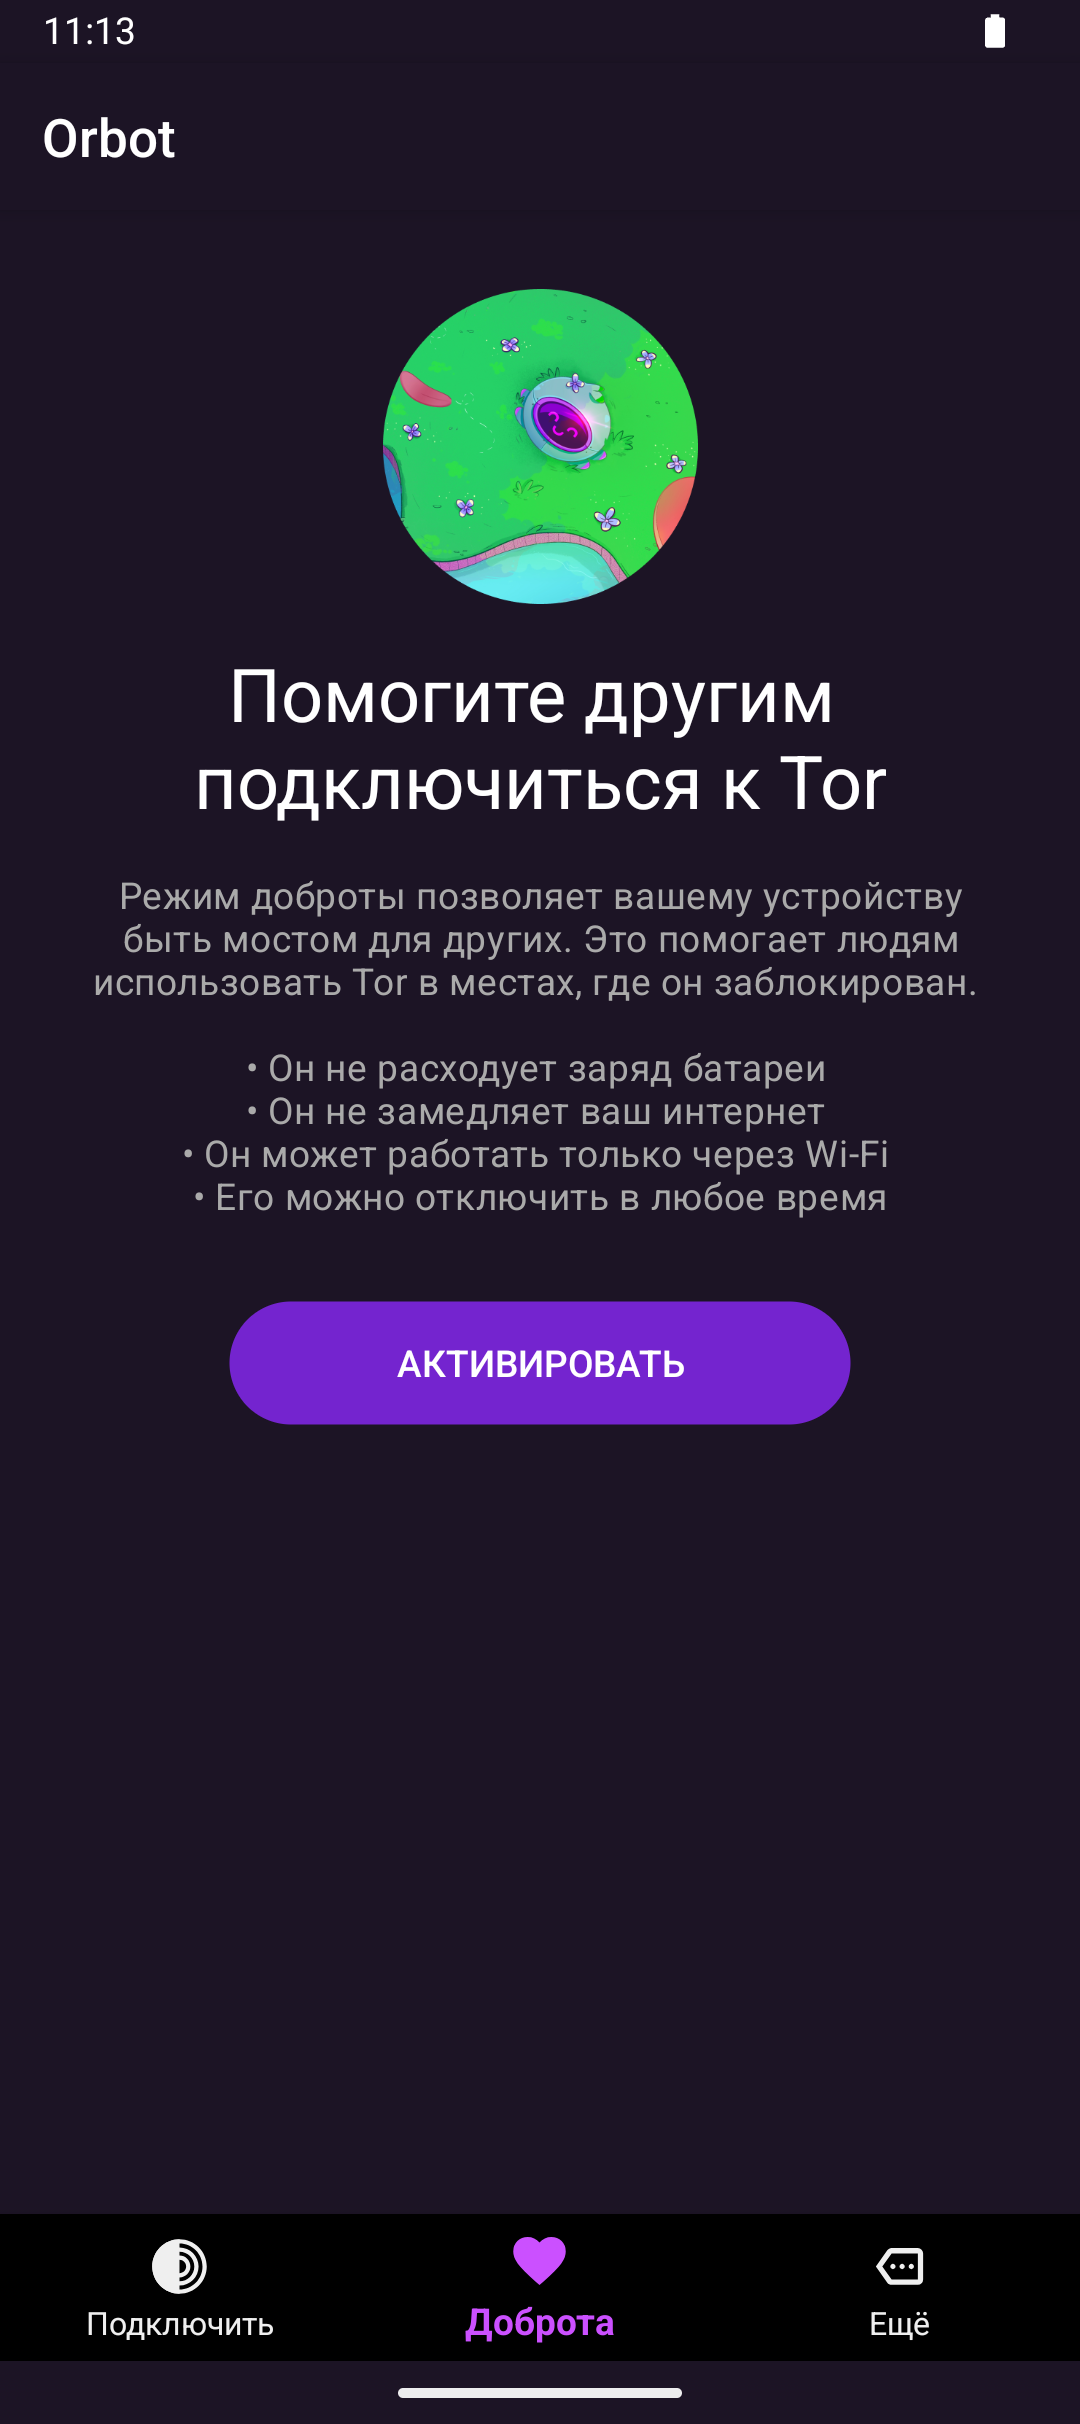 11:13
Orbot
Помогите другим
подключиться к Tor
Режим доброты позволяет вашему устройству
быть мостом для других. Это помогает людям
использовать Tor в местах, где он заблокирован.
• Он не расходует заряд батареи
• Он не замедляет ваш интернет
• Он может работать только через Wi-Fi
• Его можно отключить в любое время
АКТИВИРОВАТЬ
Подключить
Доброта
Ещё